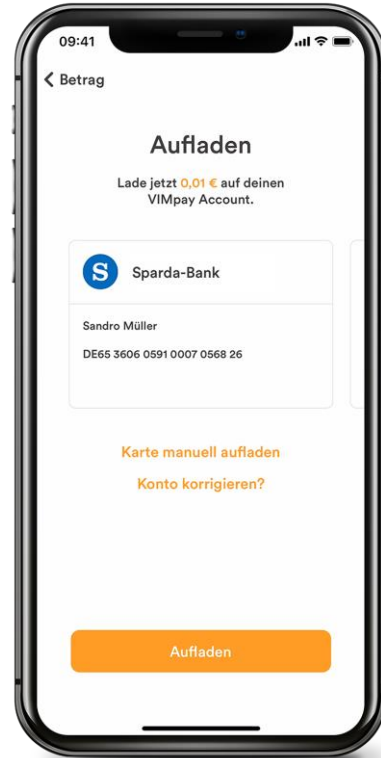 09:41
Betrag
Aufladen
Lade jetzt 0,01 € auf deinen
VIMpay Account.
S Sparda-Bank
Sandro Müller
DE65 3606 0591 0007 0568 26
Karte manuell aufladen
Konto korrigieren?
Aufladen